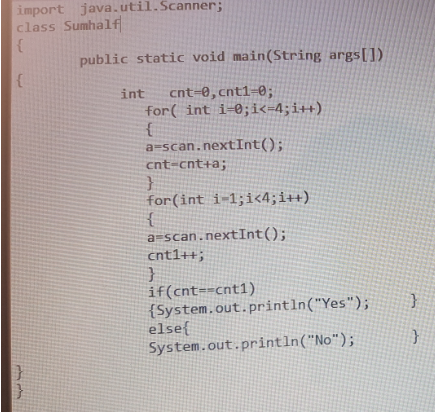 import java.util.Scanner;
class Sumhalf
{
public static void main(String args[])
{
int cnt=0,cnt1=0;
for( int i=0;i<=4;i++)
{
a=scan.nextInt();
cnt=cnt+a;
}
for(int i=1;i<4;i++)
{
a=scan.nextInt();
cnt1++;
}
if(cnt==cnt1)
{System.out.println("Yes"); }
else{
System.out.println("No"); }
}
}